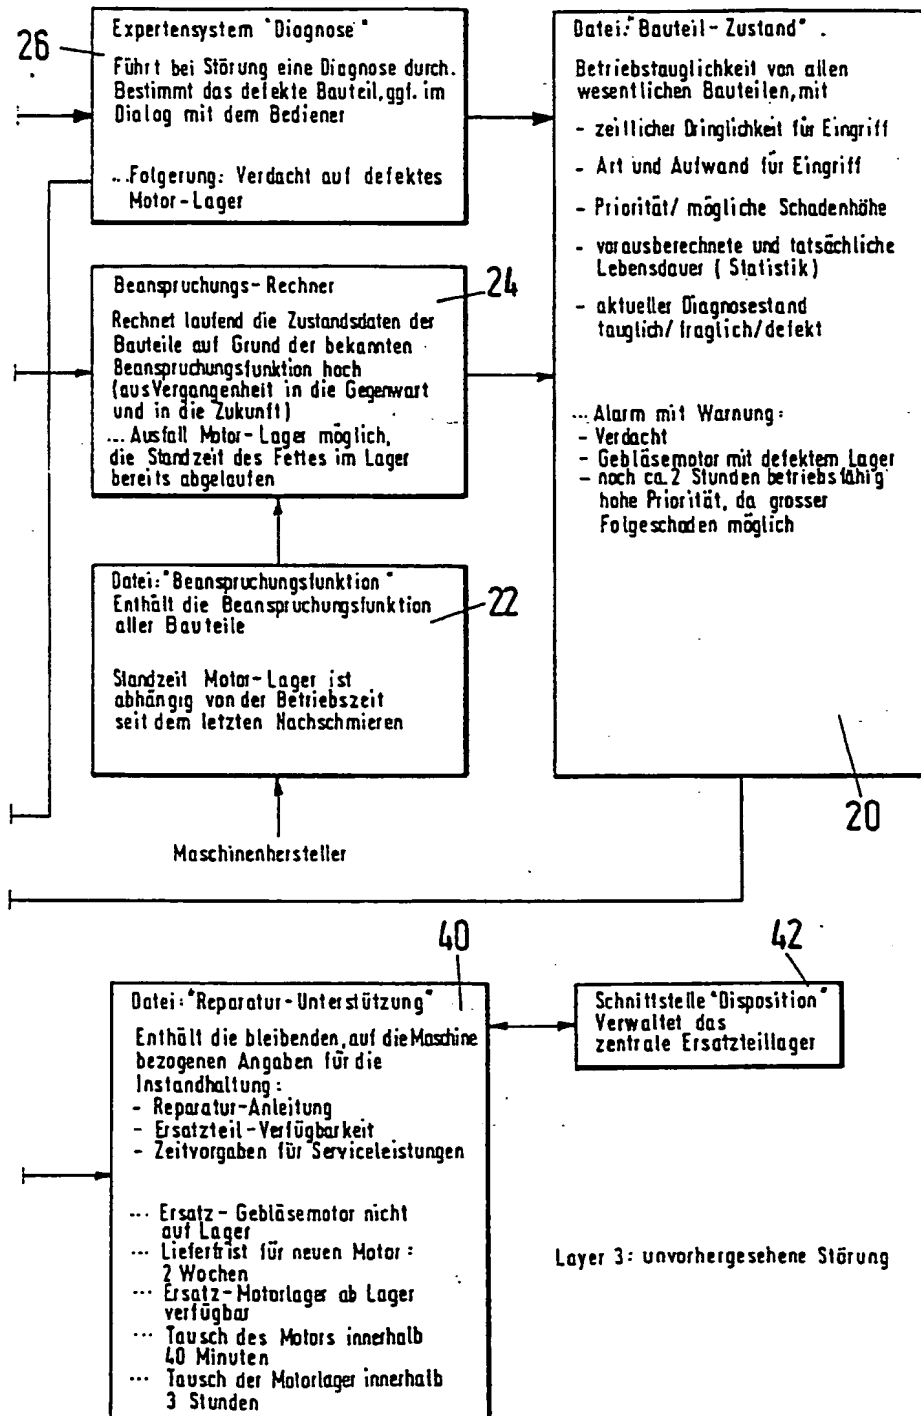 26
Expertensystem "Diagnose"
Führt bei Störung eine Diagnose durch.
Bestimmt das defekte Bauteil, ggf. im
Dialog mit dem Bediener
...Folgerung: Verdacht auf defektes
Motor-Lager
Beanspruchungs-Rechner
24
Rechnet laufend die Zustandsdaten der
Bauteile auf Grund der bekannten
Beanspruchungsfunktion hoch
(aus Vergangenheit in die Gegenwart
und in die Zukunft)
... Ausfall Motor-Lager möglich,
die Standzeit des Fettes im Lager
bereits abgelaufen
Datei: "Beanspruchungsfunktion"
Enthält die Beanspruchungsfunktion
aller Bauteile
22
Standzeit Motor-Lager ist
abhängig von der Betriebszeit
seit dem letzten Nachschmieren
Maschinenhersteller
Datei: "Bauteil-Zustand".
Betriebstauglichkeit von allen
wesentlichen Bauteilen, mit
- zeitlicher Dringlichkeit für Eingriff
- Art und Aufwand für Eingriff
- Priorität/ mögliche Schadenhöhe
- vorausberechnete und tatsächliche
Lebensdauer (Statistik)
- aktueller Diagnosestand
tauglich/fraglich/defekt
... Alarm mit Warnung:
- Verdacht
- Gebläsemotor mit defektem Lager
- noch ca. 2 Stunden betriebsfähig
hohe Priorität, da grosser
Folgeschaden möglich
20
40
Datei: "Reparatur-Unterstützung"
Enthält die bleibenden, auf die Maschine
bezogenen Angaben für die
Instandhaltung:
- Reparatur-Anleitung
- Ersatzteil-Verfügbarkeit
- Zeitvorgaben für Serviceleistungen
... Ersatz-Gebläsemotor nicht
auf Lager
... Lieferfrist für neuen Motor:
2 Wochen
... Ersatz-Motorlager ab Lager
verfügbar
... Tausch des Motors innerhalb
40 Minuten
... Tausch der Motorlager innerhalb
3 Stunden
42
Schnittstelle "Disposition"
Verwaltet das
zentrale Ersatzteillager
Layer 3: unvorhergesehene Störung